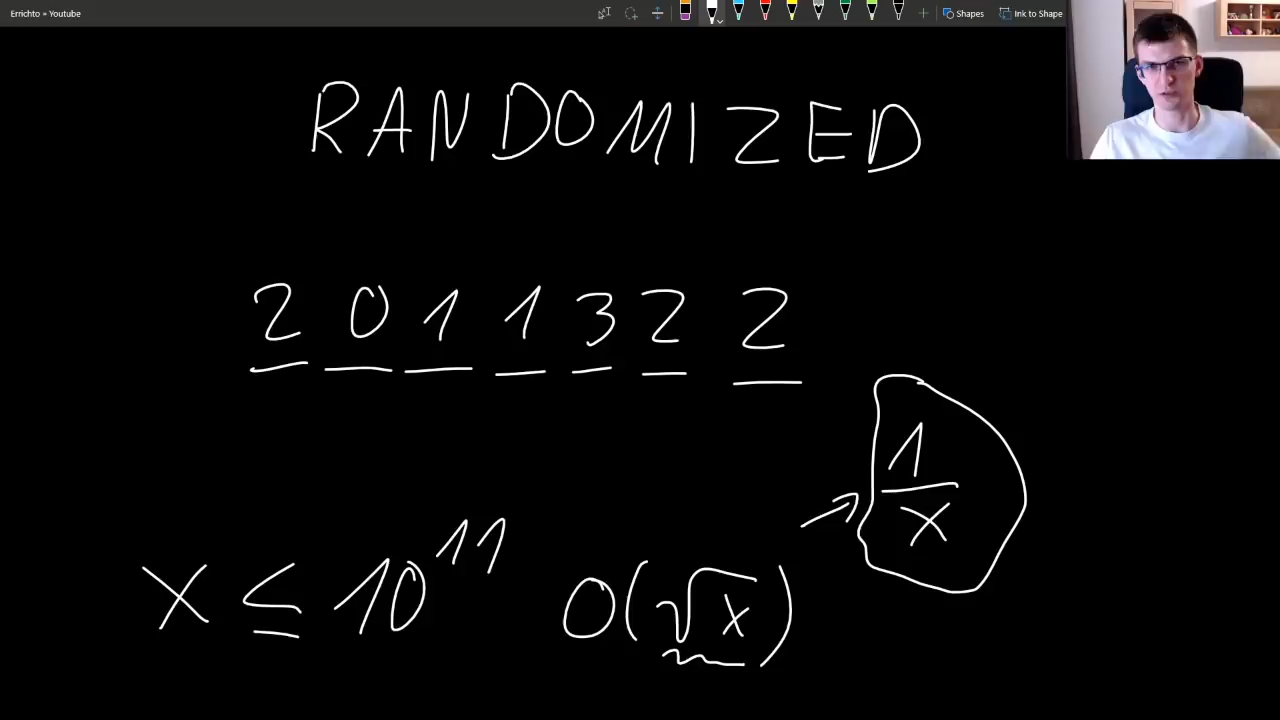 Errichto » Youtube
Shapes
Ink to Shape
RANDOMIZED
2 0 1 1 3 2 2
1/x
x ≤ 10^11 O(√x)